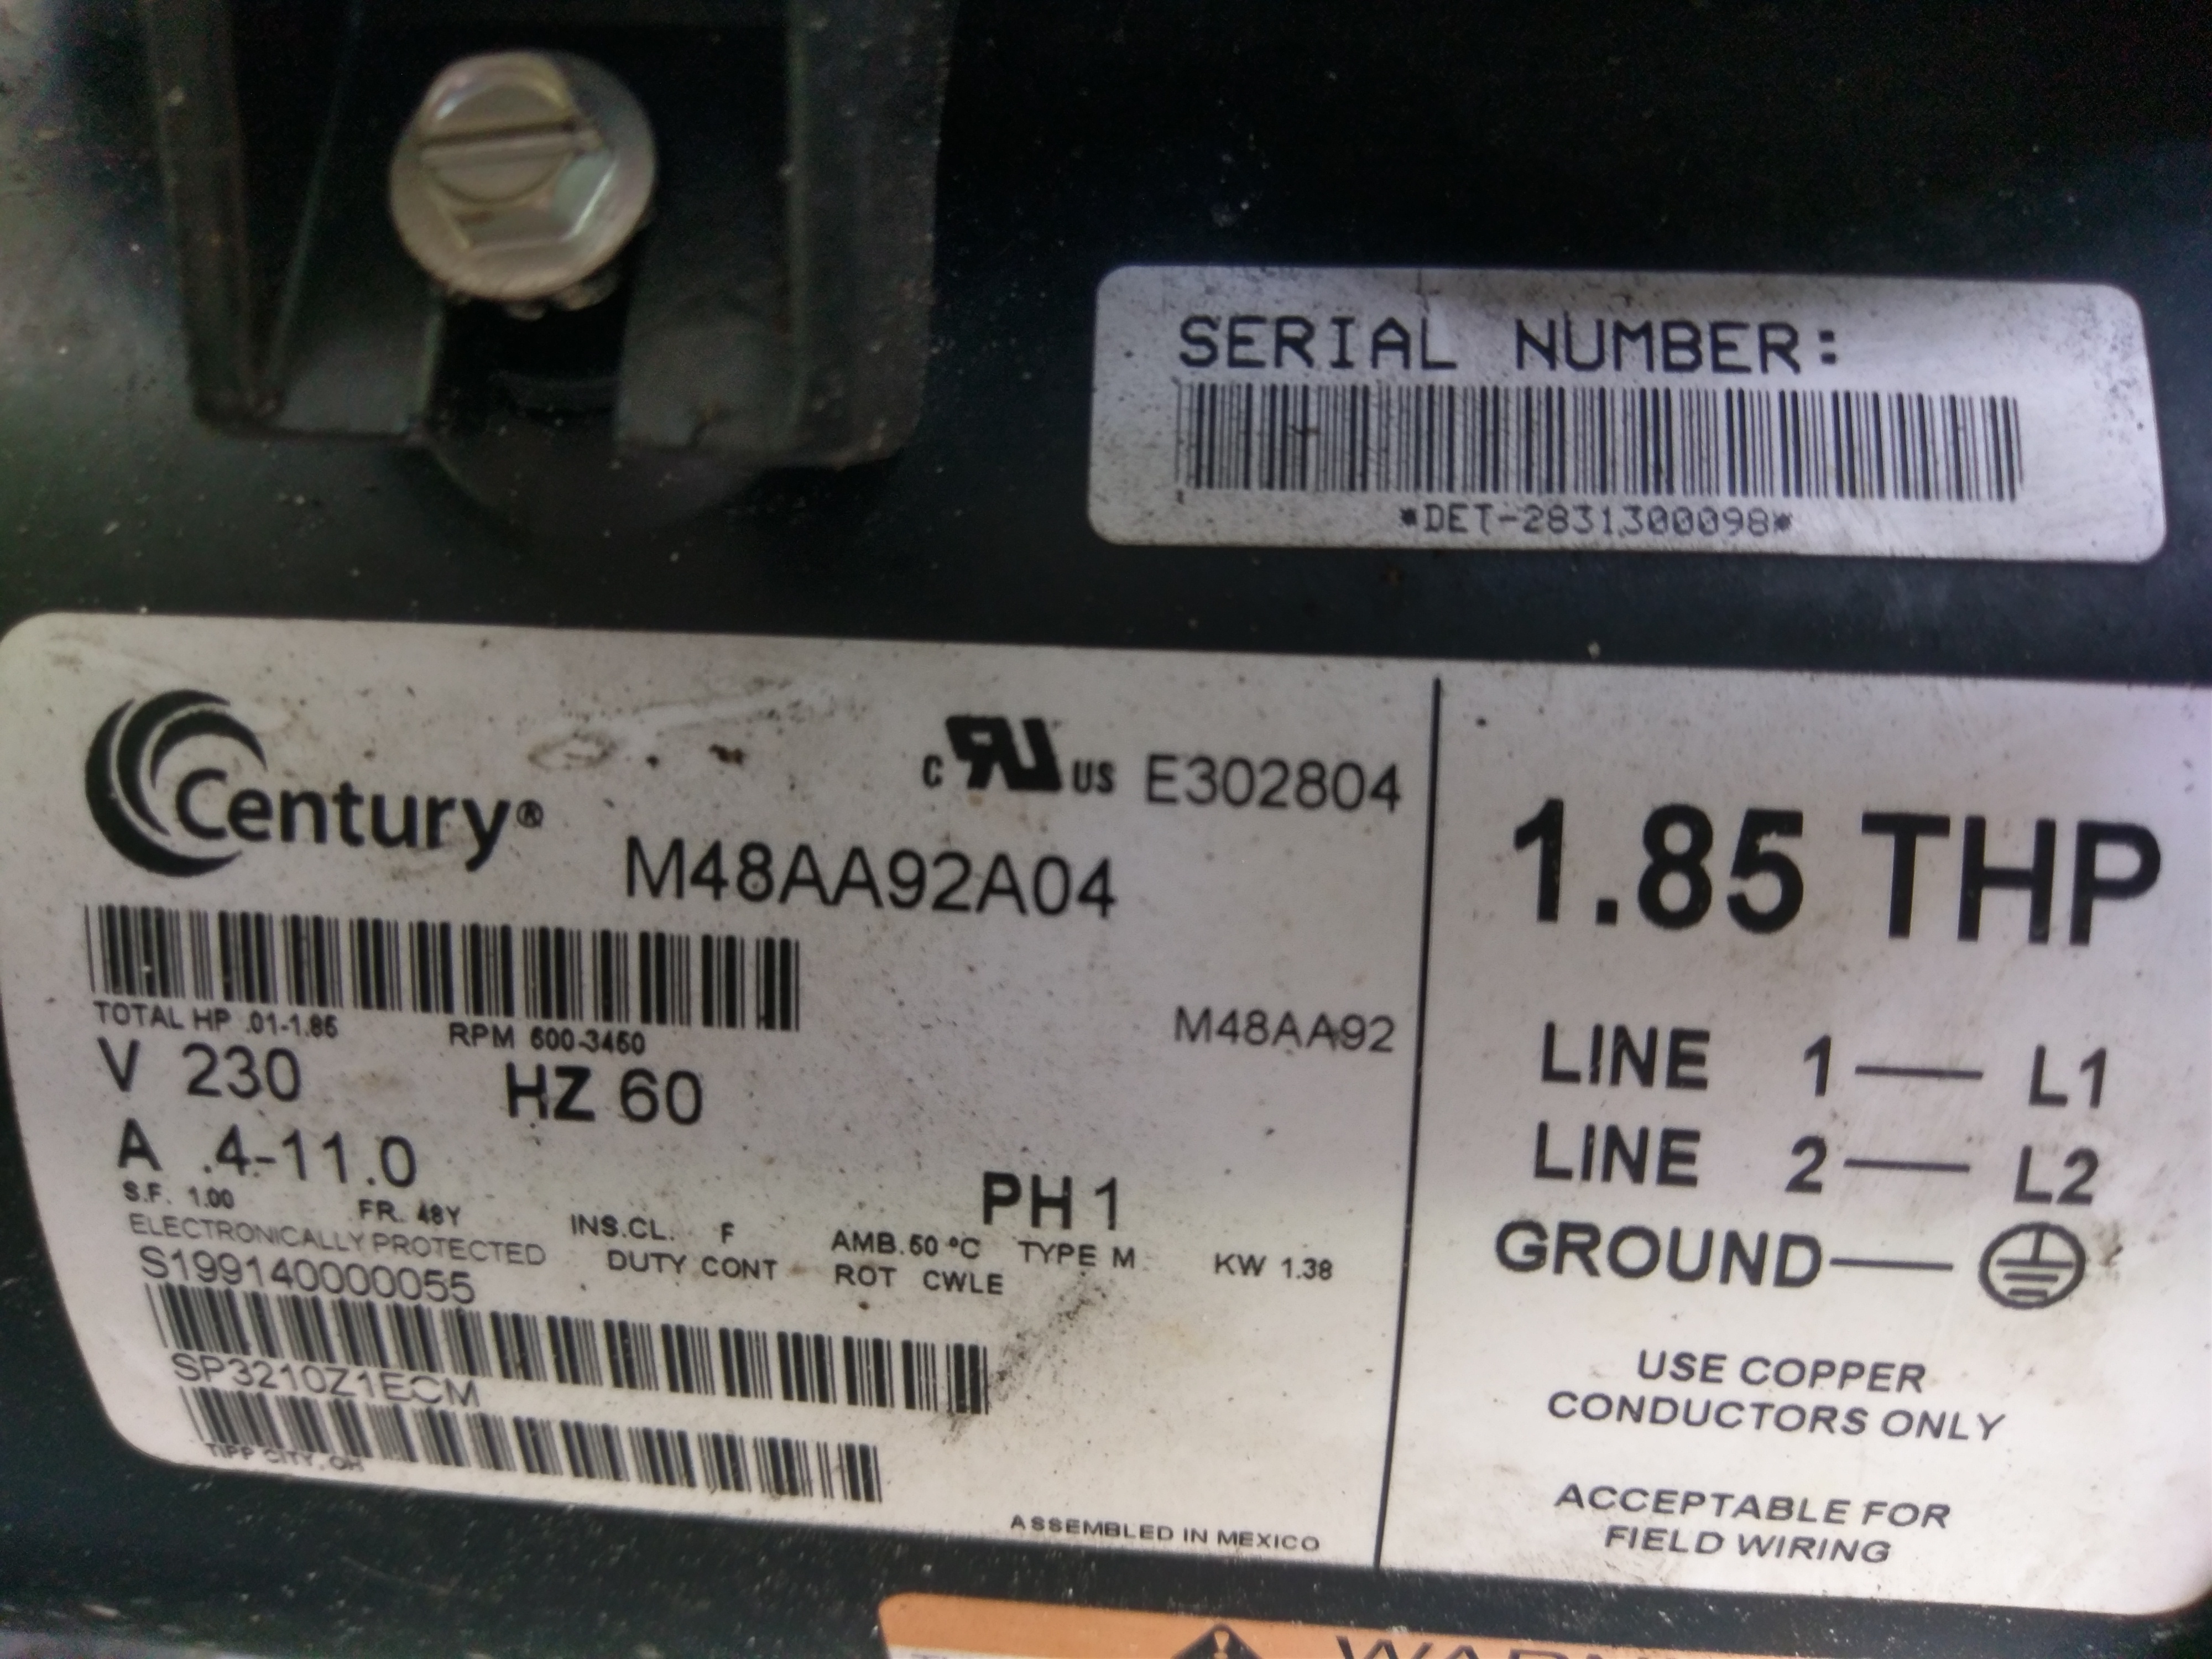 SERIAL NUMBER:
*DET-2831300098*
Century®
C RU US E302804
M48AA92A04
TOTAL HP .01-1.85
RPM 600-3450
M48AA92
V 230
HZ 60
A .4-11.0
PH 1
S.F. 1.00
FR. 48Y
INS.CL. F
AMB.50 °C
TYPE M
KW 1.38
ELECTRONICALLY PROTECTED
DUTY CONT
ROT CWLE
S199140000055
SP3210Z1ECM
TIPP CITY, OH
ASSEMBLED IN MEXICO
1.85 THP
LINE 1 — L1
LINE 2 — L2
GROUND —
USE COPPER
CONDUCTORS ONLY
ACCEPTABLE FOR
FIELD WIRING